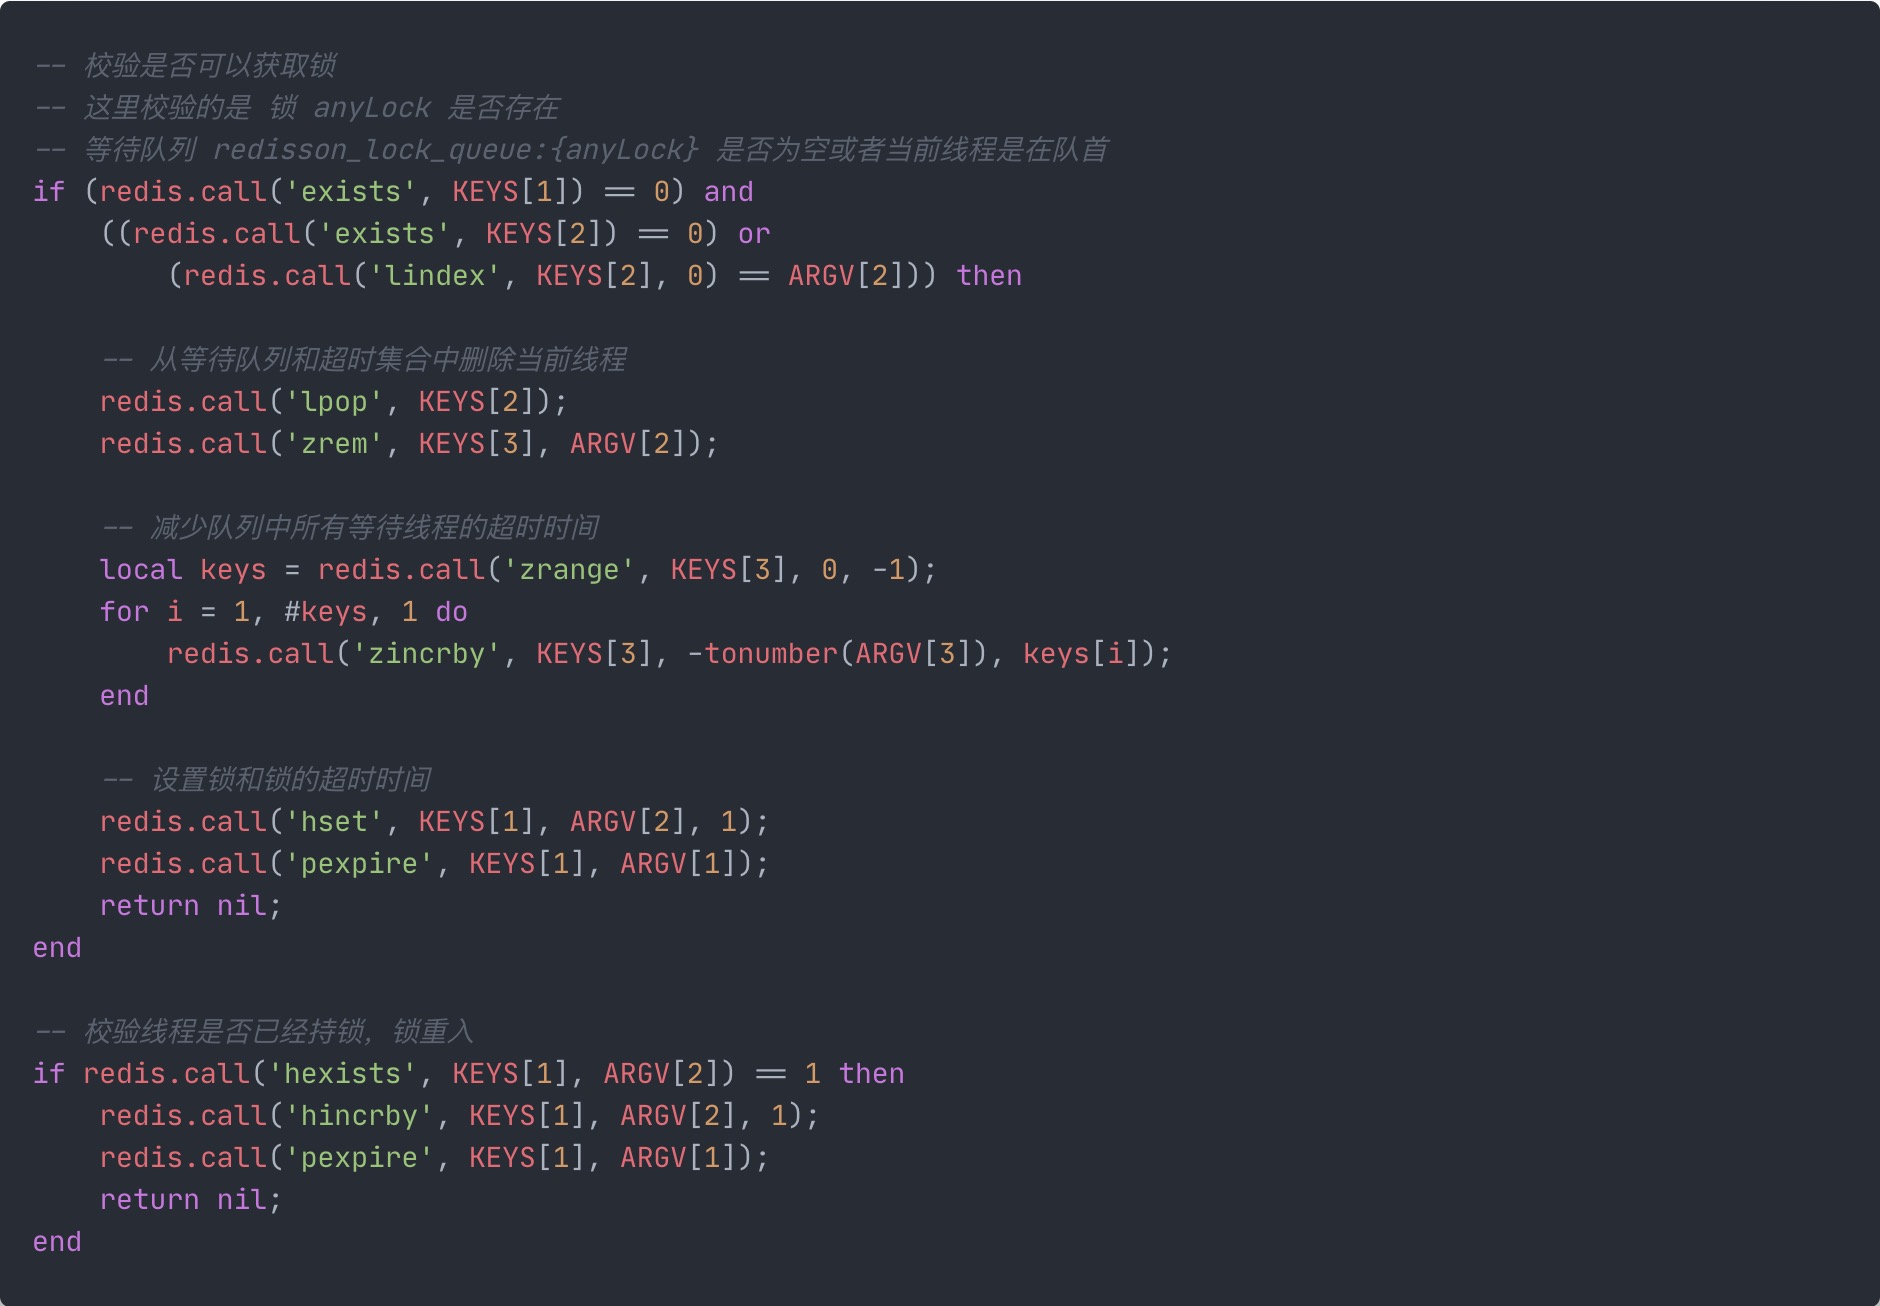 -- 校验是否可以获取锁
-- 这里校验的是 锁 anyLock 是否存在
-- 等待队列 redisson_lock_queue:{anyLock} 是否为空或者当前线程是在队首
if (redis.call('exists', KEYS[1]) == 0) and
    ((redis.call('exists', KEYS[2]) == 0) or
        (redis.call('lindex', KEYS[2], 0) == ARGV[2])) then
    -- 从等待队列和超时集合中删除当前线程
    redis.call('lpop', KEYS[2]);
    redis.call('zrem', KEYS[3], ARGV[2]);
    -- 减少队列中所有等待线程的超时时间
    local keys = redis.call('zrange', KEYS[3], 0, -1);
    for i = 1, #keys, 1 do
        redis.call('zincrby', KEYS[3], -tonumber(ARGV[3]), keys[i]);
    end
    -- 设置锁和锁的超时时间
    redis.call('hset', KEYS[1], ARGV[2], 1);
    redis.call('pexpire', KEYS[1], ARGV[1]);
    return nil;
end
-- 校验线程是否已经持锁，锁重入
if redis.call('hexists', KEYS[1], ARGV[2]) == 1 then
    redis.call('hincrby', KEYS[1], ARGV[2], 1);
    redis.call('pexpire', KEYS[1], ARGV[1]);
    return nil;
end